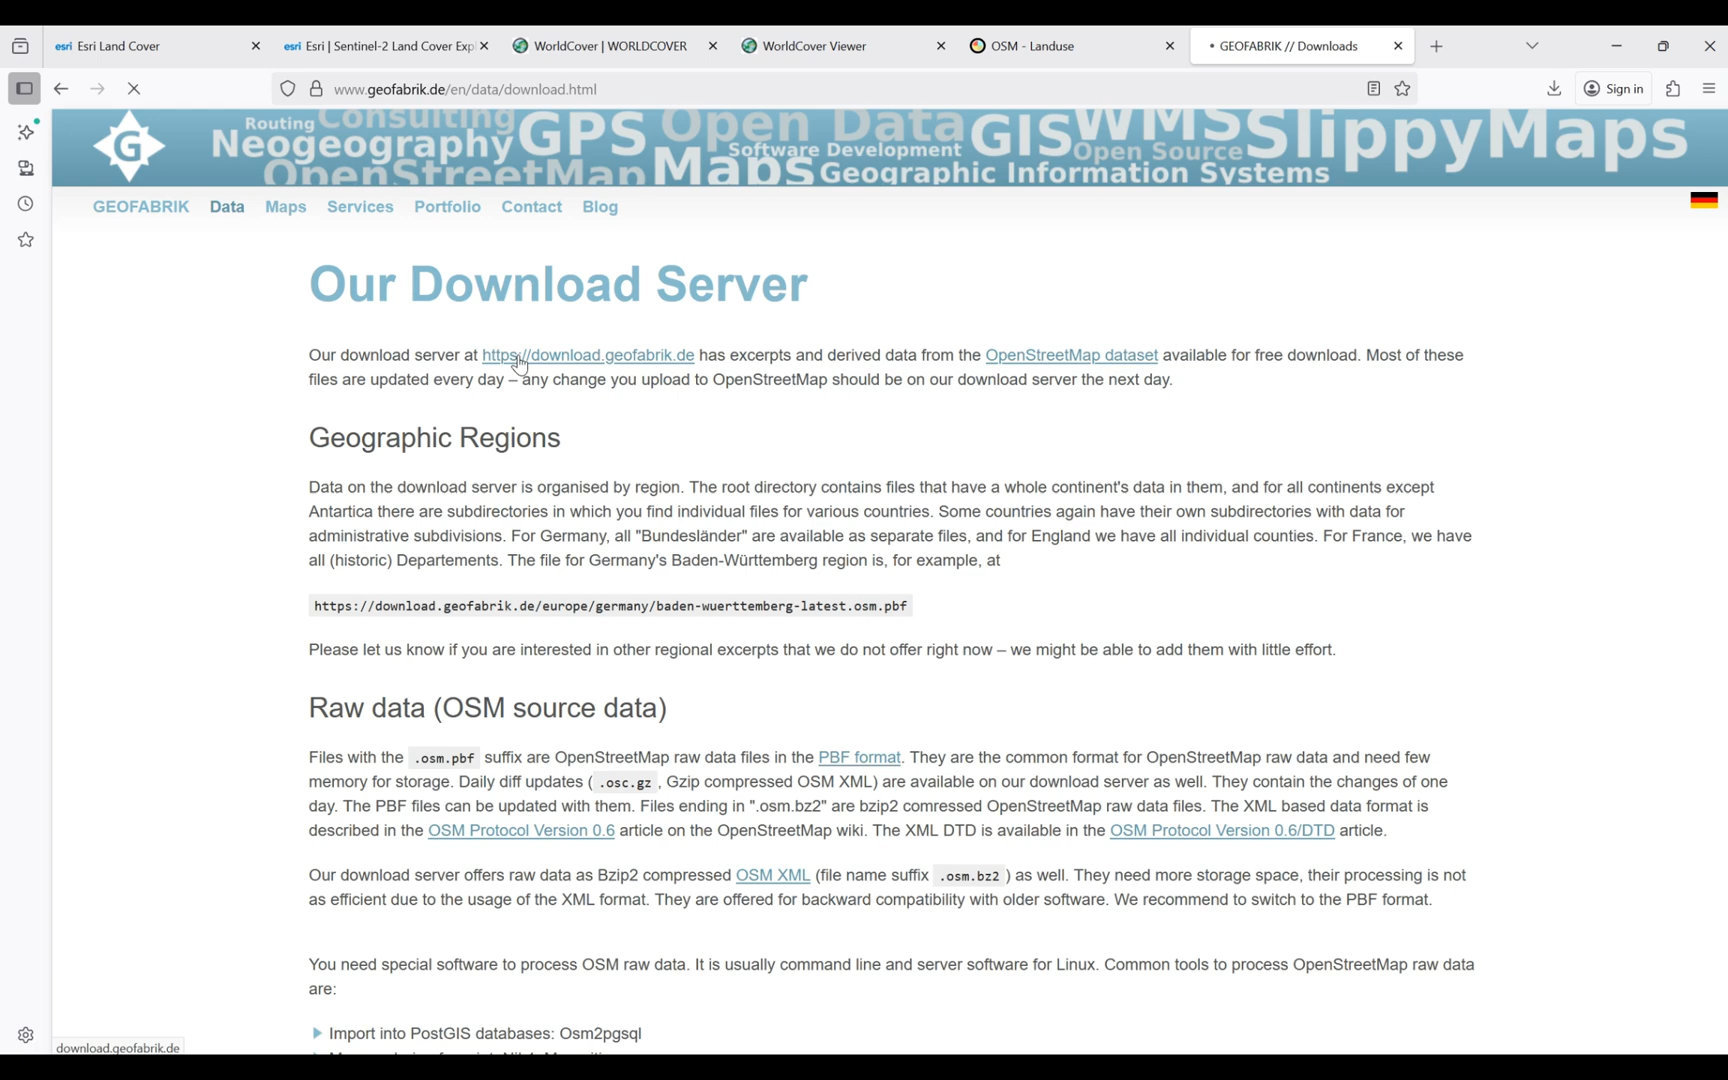 esri Esri Land Cover
esri Esri | Sentinel-2 Land Cover Exp
WorldCover | WORLDCOVER
WorldCover Viewer
OSM - Landuse
• GEOFABRIK // Downloads
www.geofabrik.de/en/data/download.html
Sign in
G
Routing Consulting Neogeography OpenStreetMap GPS Open Data Software Development Maps GIS WMS Open Source Geographic Information Systems SlippyMaps
GEOFABRIK Data Maps Services Portfolio Contact Blog
Our Download Server
Our download server at https://download.geofabrik.de has excerpts and derived data from the OpenStreetMap dataset available for free download. Most of these
files are updated every day – any change you upload to OpenStreetMap should be on our download server the next day.
Geographic Regions
Data on the download server is organised by region. The root directory contains files that have a whole continent's data in them, and for all continents except
Antartica there are subdirectories in which you find individual files for various countries. Some countries again have their own subdirectories with data for
administrative subdivisions. For Germany, all "Bundesländer" are available as separate files, and for England we have all individual counties. For France, we have
all (historic) Departements. The file for Germany's Baden-Württemberg region is, for example, at
https://download.geofabrik.de/europe/germany/baden-wuerttemberg-latest.osm.pbf
Please let us know if you are interested in other regional excerpts that we do not offer right now – we might be able to add them with little effort.
Raw data (OSM source data)
Files with the .osm.pbf suffix are OpenStreetMap raw data files in the PBF format. They are the common format for OpenStreetMap raw data and need few
memory for storage. Daily diff updates ( .osc.gz , Gzip compressed OSM XML) are available on our download server as well. They contain the changes of one
day. The PBF files can be updated with them. Files ending in ".osm.bz2" are bzip2 comressed OpenStreetMap raw data files. The XML based data format is
described in the OSM Protocol Version 0.6 article on the OpenStreetMap wiki. The XML DTD is available in the OSM Protocol Version 0.6/DTD article.
Our download server offers raw data as Bzip2 compressed OSM XML (file name suffix .osm.bz2 ) as well. They need more storage space, their processing is not
as efficient due to the usage of the XML format. They are offered for backward compatibility with older software. We recommend to switch to the PBF format.
You need special software to process OSM raw data. It is usually command line and server software for Linux. Common tools to process OpenStreetMap raw data
are:
Import into PostGIS databases: Osm2pgsql
download.geofabrik.de